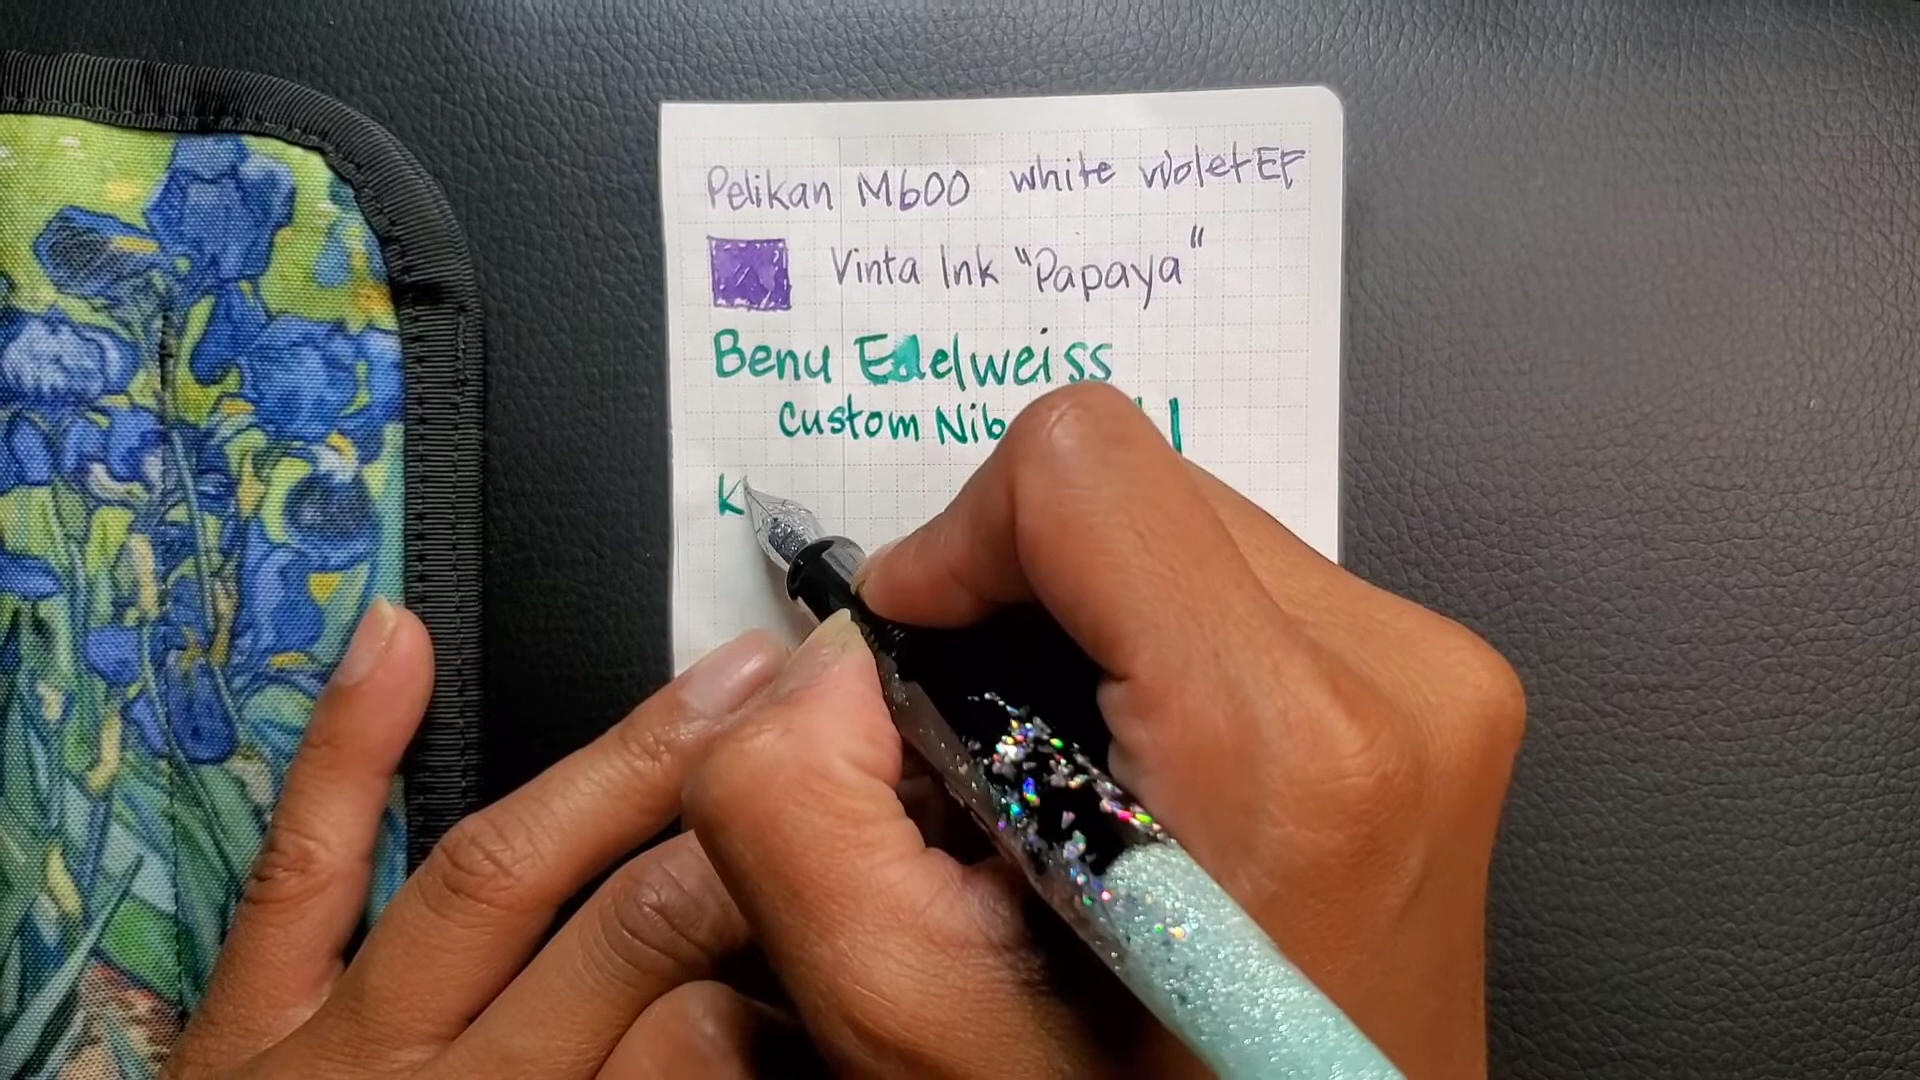 Pelikan M600 white violet EF
Vinta Ink "Papaya"
Benu Edelweiss
Custom Nib
K